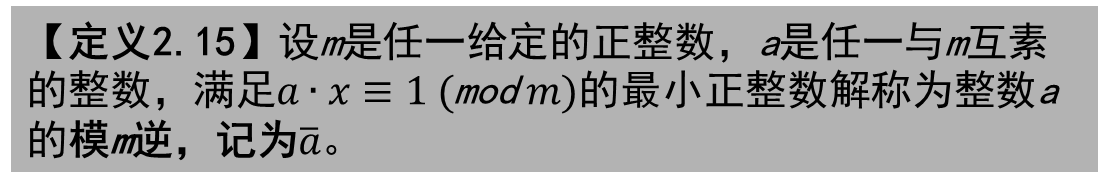 【定义2.15】设m是任一给定的正整数，a是任一与m互素
的整数，满足a · x ≡ 1 (mod m)的最小正整数解称为整数a
的模m逆，记为a̅。